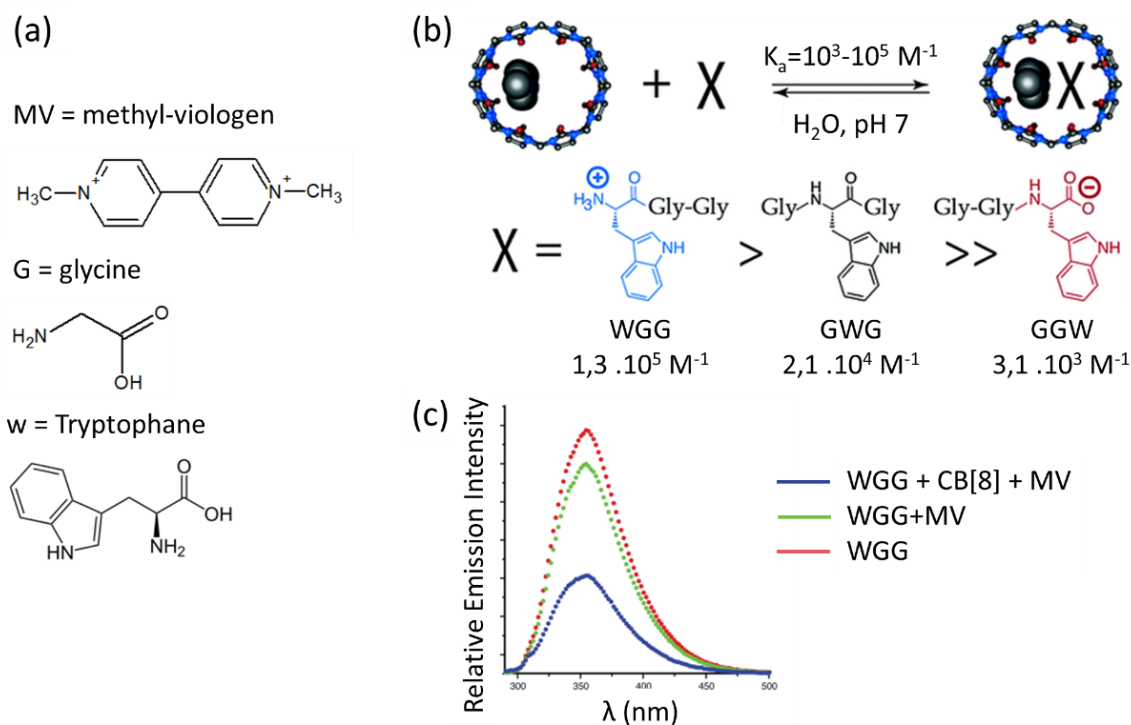 (a)
MV = methyl-viologen
H₃C N + + N CH₃
G = glycine
H₂N O OH
w = Tryptophane
O OH HN NH₂
(b)
+ X Kₐ=10³-10⁵ M⁻¹ X
H₂O, pH 7
X =
⊕ H₃N O Gly-Gly NH
>
Gly H N O Gly NH
>>
Gly-Gly H N O ⊖ O NH
WGG GWG GGW
1,3 .10⁵ M⁻¹ 2,1 .10⁴ M⁻¹ 3,1 .10³ M⁻¹
(c)
Relative Emission Intensity
WGG + CB[8] + MV
WGG+MV
WGG
300 350 400 450 500
λ (nm)